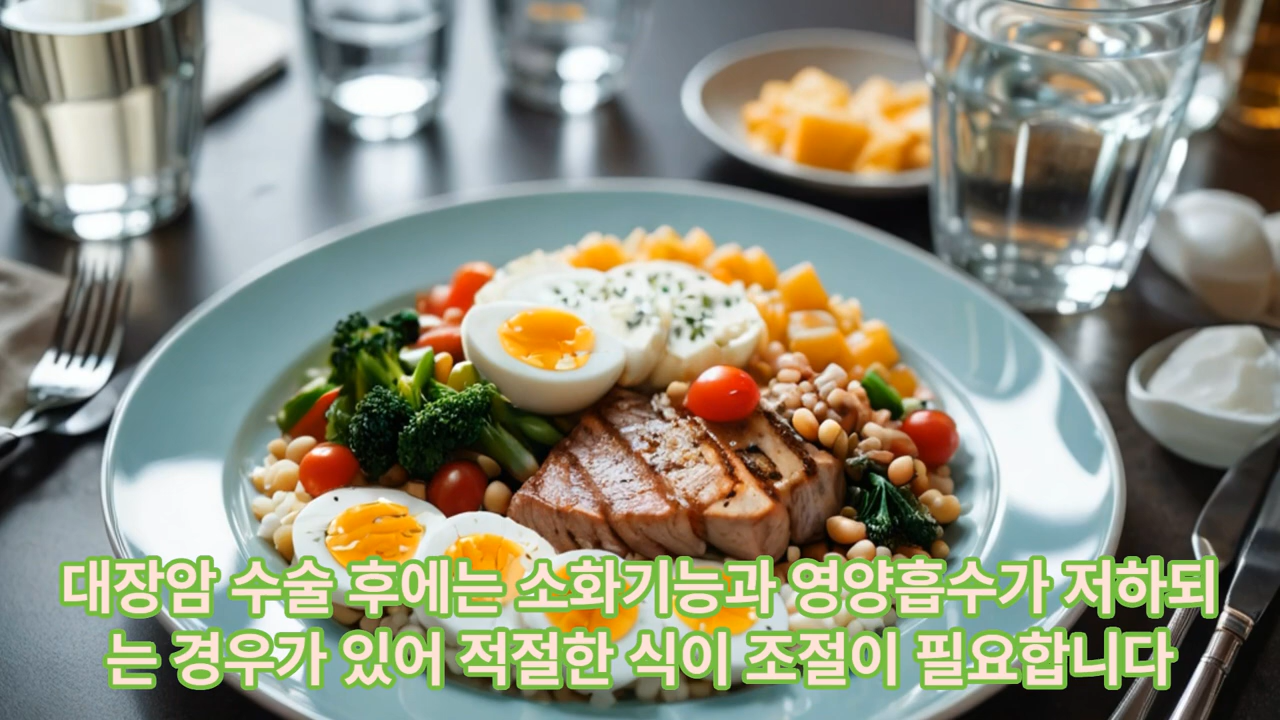 대장암 수술 후에는 소화기능과 영양흡수가 저하되
는 경우가 있어 적절한 식이 조절이 필요합니다